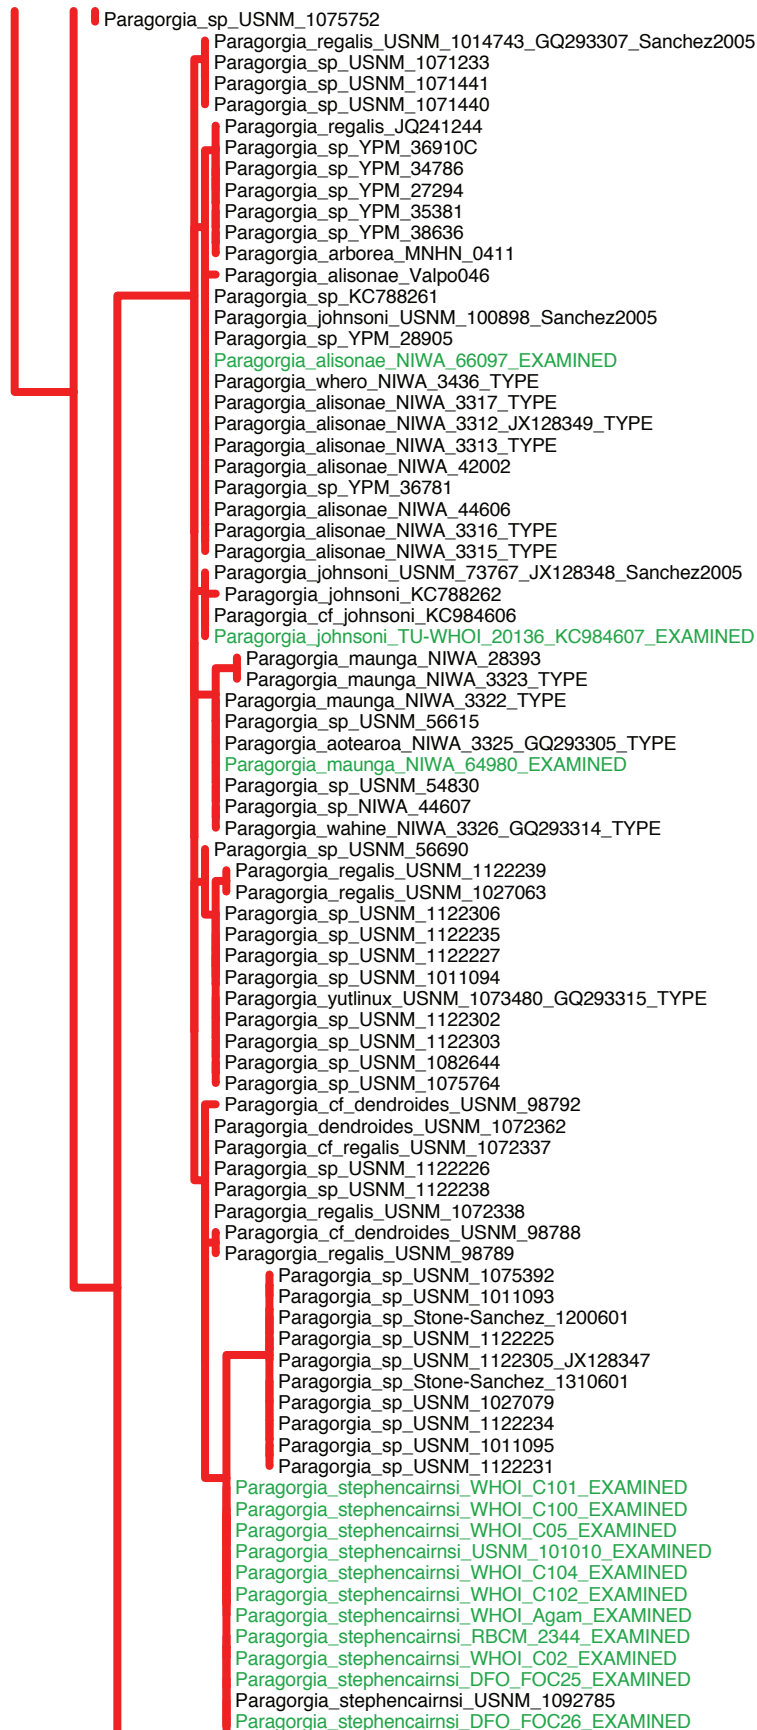 Paragorgia_sp_USNM_1075752
Paragorgia_regalis_USNM_1014743_GQ293307_Sanchez2005
Paragorgia_sp_USNM_1071233
Paragorgia_sp_USNM_1071441
Paragorgia_sp_USNM_1071440
Paragorgia_regalis_JQ241244
Paragorgia_sp_YPM_36910C
Paragorgia_sp_YPM_34786
Paragorgia_sp_YPM_27294
Paragorgia_sp_YPM_35381
Paragorgia_sp_YPM_38636
Paragorgia_arborea_MNHN_0411
Paragorgia_alisonae_Valpo046
Paragorgia_sp_KC788261
Paragorgia_johnsoni_USNM_100898_Sanchez2005
Paragorgia_sp_YPM_28905
Paragorgia_alisonae_NIWA_66097_EXAMINED
Paragorgia_whero_NIWA_3436_TYPE
Paragorgia_alisonae_NIWA_3317_TYPE
Paragorgia_alisonae_NIWA_3312_JX128349_TYPE
Paragorgia_alisonae_NIWA_3313_TYPE
Paragorgia_alisonae_NIWA_42002
Paragorgia_sp_YPM_36781
Paragorgia_alisonae_NIWA_44606
Paragorgia_alisonae_NIWA_3316_TYPE
Paragorgia_alisonae_NIWA_3315_TYPE
Paragorgia_johnsoni_USNM_73767_JX128348_Sanchez2005
Paragorgia_johnsoni_KC788262
Paragorgia_cf_johnsoni_KC984606
Paragorgia_johnsoni_TU-WHOI_20136_KC984607_EXAMINED
Paragorgia_maunga_NIWA_28393
Paragorgia_maunga_NIWA_3323_TYPE
Paragorgia_maunga_NIWA_3322_TYPE
Paragorgia_sp_USNM_56615
Paragorgia_aotearoa_NIWA_3325_GQ293305_TYPE
Paragorgia_maunga_NIWA_64980_EXAMINED
Paragorgia_sp_USNM_54830
Paragorgia_sp_NIWA_44607
Paragorgia_wahine_NIWA_3326_GQ293314_TYPE
Paragorgia_sp_USNM_56690
Paragorgia_regalis_USNM_1122239
Paragorgia_regalis_USNM_1027063
Paragorgia_sp_USNM_1122306
Paragorgia_sp_USNM_1122235
Paragorgia_sp_USNM_1122227
Paragorgia_sp_USNM_1011094
Paragorgia_yutlinux_USNM_1073480_GQ293315_TYPE
Paragorgia_sp_USNM_1122302
Paragorgia_sp_USNM_1122303
Paragorgia_sp_USNM_1082644
Paragorgia_sp_USNM_1075764
Paragorgia_cf_dendroides_USNM_98792
Paragorgia_dendroides_USNM_1072362
Paragorgia_cf_regalis_USNM_1072337
Paragorgia_sp_USNM_1122226
Paragorgia_sp_USNM_1122238
Paragorgia_regalis_USNM_1072338
Paragorgia_cf_dendroides_USNM_98788
Paragorgia_regalis_USNM_98789
Paragorgia_sp_USNM_1075392
Paragorgia_sp_USNM_1011093
Paragorgia_sp_Stone-Sanchez_1200601
Paragorgia_sp_USNM_1122225
Paragorgia_sp_USNM_1122305_JX128347
Paragorgia_sp_Stone-Sanchez_1310601
Paragorgia_sp_USNM_1027079
Paragorgia_sp_USNM_1122234
Paragorgia_sp_USNM_1011095
Paragorgia_sp_USNM_1122231
Paragorgia_stephencairnsi_WHOI_C101_EXAMINED
Paragorgia_stephencairnsi_WHOI_C100_EXAMINED
Paragorgia_stephencairnsi_WHOI_C05_EXAMINED
Paragorgia_stephencairnsi_USNM_101010_EXAMINED
Paragorgia_stephencairnsi_WHOI_C104_EXAMINED
Paragorgia_stephencairnsi_WHOI_C102_EXAMINED
Paragorgia_stephencairnsi_WHOI_Agam_EXAMINED
Paragorgia_stephencairnsi_RBCM_2344_EXAMINED
Paragorgia_stephencairnsi_WHOI_C02_EXAMINED
Paragorgia_stephencairnsi_DFO_FOC25_EXAMINED
Paragorgia_stephencairnsi_USNM_1092785
Paragorgia_stephencairnsi_DFO_FOC26_EXAMINED